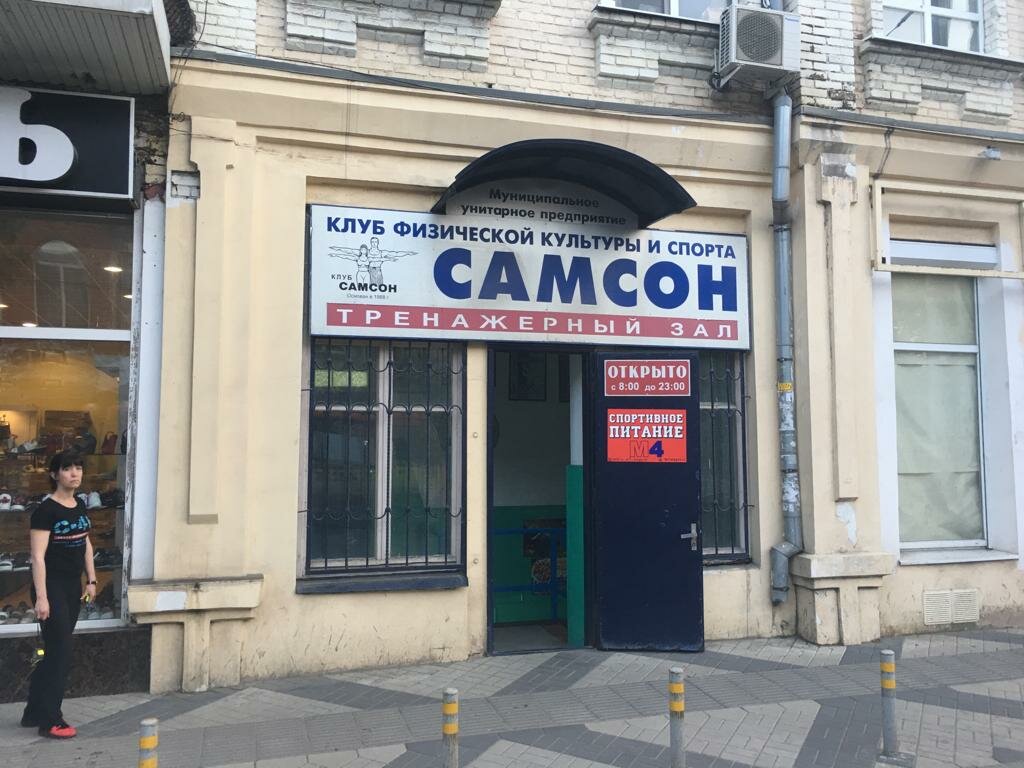 Ь
Муниципальное
унитарное предприятие
КЛУБ ФИЗИЧЕСКОЙ КУЛЬТУРЫ И СПОРТА
КЛУБ
САМСОН
САМСОН
ТРЕНАЖЕРНЫЙ ЗАЛ
ОТКРЫТО
с 8:00 до 23:00
СПОРТИВНОЕ
ПИТАНИЕ
М4